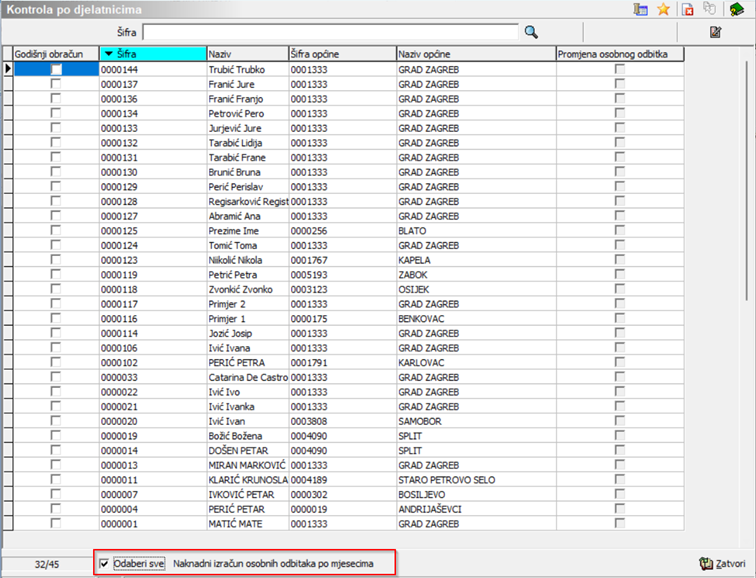 Kontrola po djelatnicima
Šifra
Godišnji obračun Šifra Naziv Šifra općine Naziv općine Promjena osobnog odbitka
0000144 Trubić Trubko 0001333 GRAD ZAGREB
0000137 Franić Jure 0001333 GRAD ZAGREB
0000136 Franić Franjo 0001333 GRAD ZAGREB
0000134 Petrović Pero 0001333 GRAD ZAGREB
0000133 Jurjević Jure 0001333 GRAD ZAGREB
0000132 Tarabić Lidija 0001333 GRAD ZAGREB
0000131 Tarabić Frane 0001333 GRAD ZAGREB
0000130 Brunić Bruna 0001333 GRAD ZAGREB
0000129 Perić Perislav 0001333 GRAD ZAGREB
0000128 Regisarković Regist 0001333 GRAD ZAGREB
0000127 Abramić Ana 0001333 GRAD ZAGREB
0000125 Prezime Ime 0000256 BLATO
0000124 Tomić Toma 0001333 GRAD ZAGREB
0000123 Niikolić Nikola 0001767 KAPELA
0000119 Petrić Petra 0005193 ZABOK
0000118 Zvonkić Zvonko 0003123 OSIJEK
0000117 Primjer 2 0001333 GRAD ZAGREB
0000116 Primjer 1 0000175 BENKOVAC
0000114 Jozić Josip 0001333 GRAD ZAGREB
0000106 Ivić Ivana 0001333 GRAD ZAGREB
0000102 PERIĆ PETRA 0001791 KARLOVAC
0000033 Catarina De Castro 0001333 GRAD ZAGREB
0000022 Ivić Ivo 0001333 GRAD ZAGREB
0000021 Ivić Ivanka 0001333 GRAD ZAGREB
0000020 Ivić Ivan 0003808 SAMOBOR
0000019 Božić Božena 0004090 SPLIT
0000014 DOŠEN PETAR 0004090 SPLIT
0000013 MIRAN MARKOVIĆ 0001333 GRAD ZAGREB
0000011 KLARIĆ KRUNOSLA 0004189 STARO PETROVO SELO
0000007 IVKOVIĆ PETAR 0000302 BOSILJEVO
0000004 PERIĆ PETAR 0000019 ANDRIJAŠEVCI
0000001 MATIĆ MATE 0001333 GRAD ZAGREB
32/45 Odaberi sve Naknadni izračun osobnih odbitaka po mjesecima Zatvori